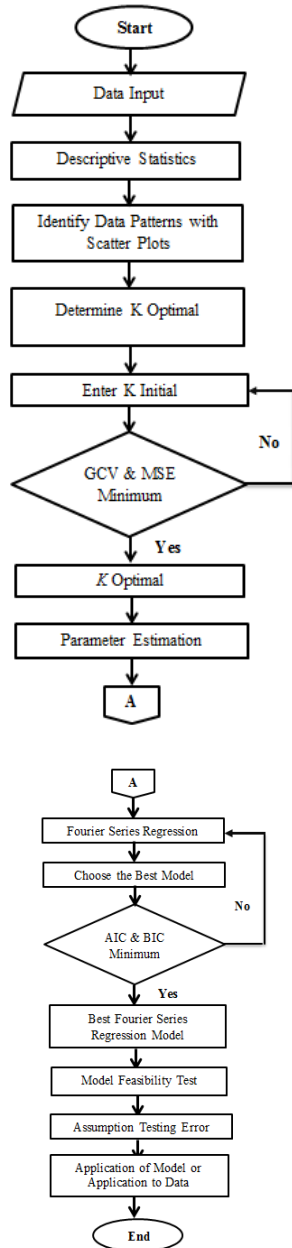 Start
Data Input
Descriptive Statistics
Identify Data Patterns with
Scatter Plots
Determine K Optimal
Enter K Initial
No
GCV & MSE
Minimum
Yes
K Optimal
Parameter Estimation
A
A
Fourier Series Regression
Choose the Best Model
No
AIC & BIC
Minimum
Yes
Best Fourier Series
Regression Model
Model Feasibility Test
Assumption Testing Error
Application of Model or
Application to Data
End